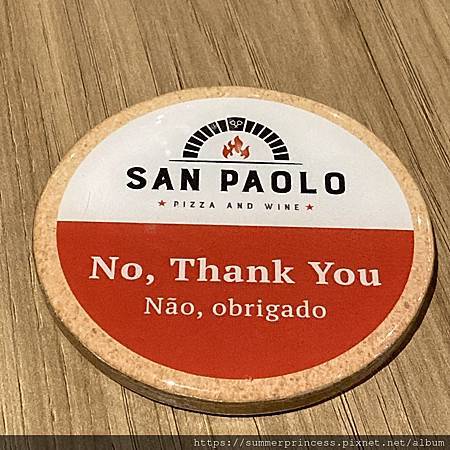 SAN PAOLO
★ PIZZA AND WINE ★
No, Thank You
Não, obrigado
https://summerprincess.pixnet.net/album